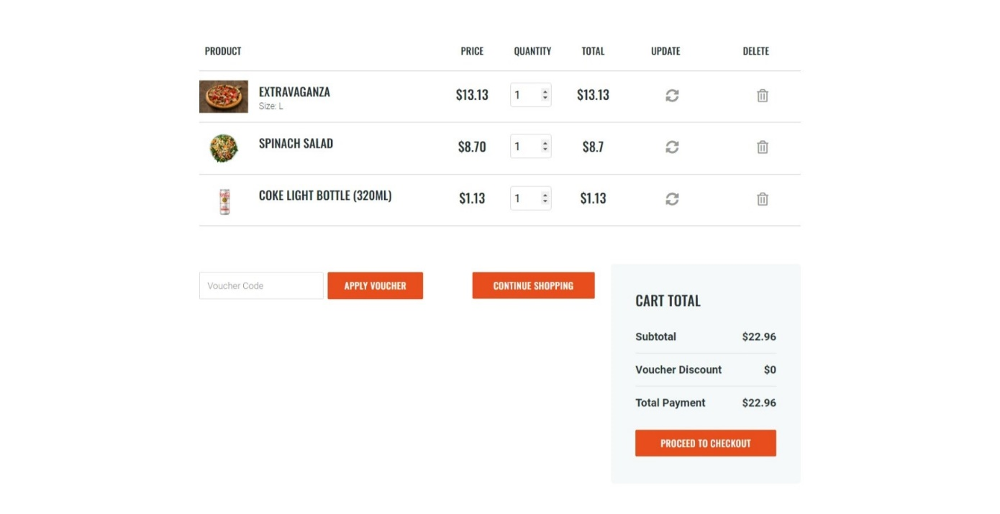 PRODUCT PRICE QUANTITY TOTAL UPDATE DELETE
EXTRAVAGANZA
Size: L
$13.13 1 $13.13
SPINACH SALAD $8.70 1 $8.7
COKE LIGHT BOTTLE (320ML) $1.13 1 $1.13
Voucher Code APPLY VOUCHER CONTINUE SHOPPING
CART TOTAL
Subtotal $22.96
Voucher Discount $0
Total Payment $22.96
PROCEED TO CHECKOUT